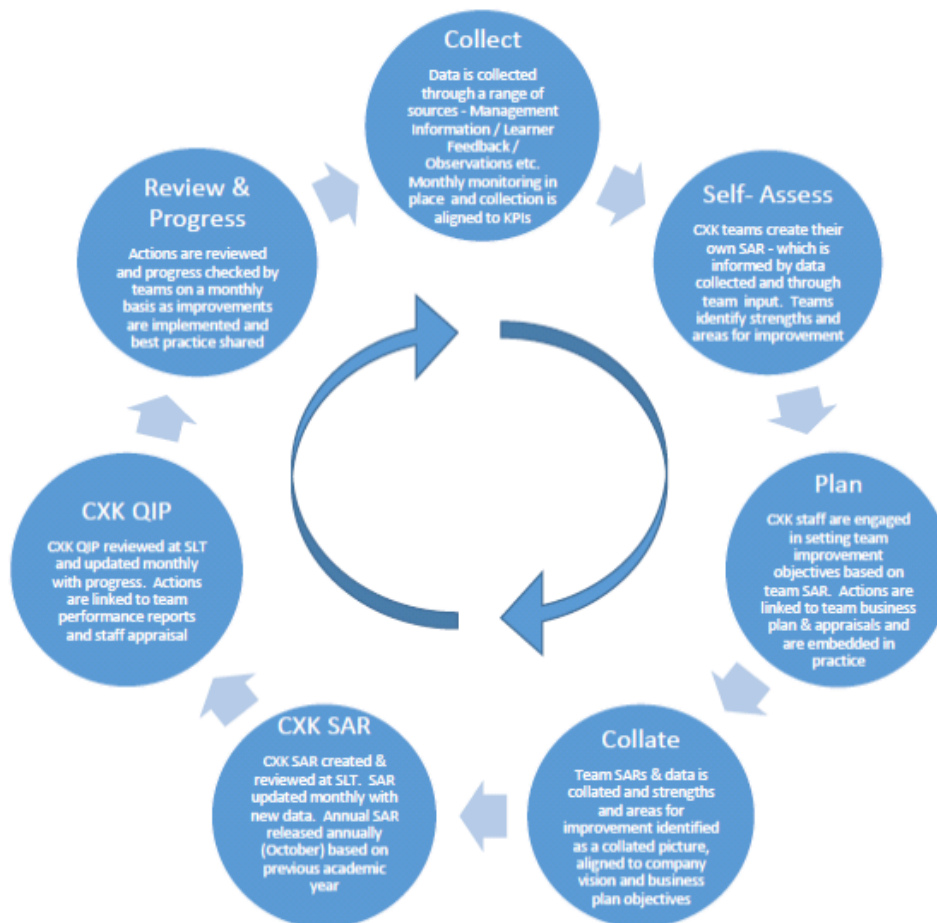 Collect
Data is collected
through a range of
sources - Management
Information / Learner
Feedback /
Observations etc.
Monthly monitoring in
place and collection is
aligned to KPIs
Self- Assess
CXK teams create their
own SAR - which is
informed by data
collected and through
team input. Teams
identify strengths and
areas for improvement
Plan
CXK staff are engaged
in setting team
improvement
objectives based on
team SAR. Actions are
linked to team business
plan & appraisals and
are embedded in
practice
Collate
Team SARs & data is
collated and strengths
and areas for
improvement identified
as a collated picture,
aligned to company
vision and business
plan objectives
CXK SAR
CXK SAR created &
reviewed at SLT. SAR
updated monthly with
new data. Annual SAR
released annually
(October) based on
previous academic
year
CXK QIP
CXK QIP reviewed at SLT
and updated monthly
with progress. Actions
are linked to team
performance reports
and staff appraisal
Review &
Progress
Actions are reviewed
and progress checked by
teams on a monthly
basis as improvements
are implemented and
best practice shared